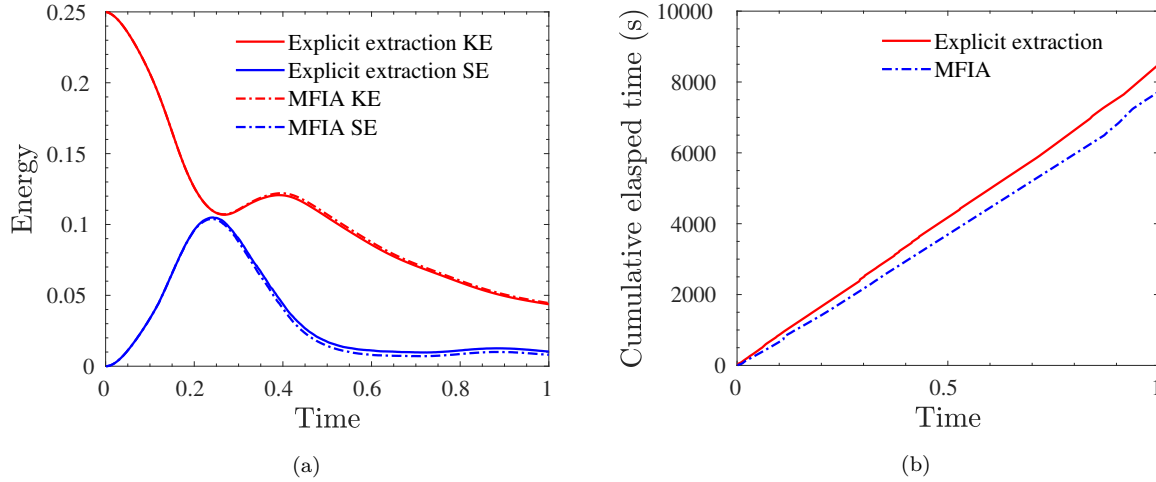 0.25
0.2
0.15
0.1
0.05
0
Energy
Explicit extraction KE
Explicit extraction SE
MFIA KE
MFIA SE
0 0.2 0.4 0.6 0.8 1
Time
(a)
10000
8000
6000
4000
2000
0
Cumulative elasped time (s)
Explicit extraction
MFIA
0 0.5 1
Time
(b)